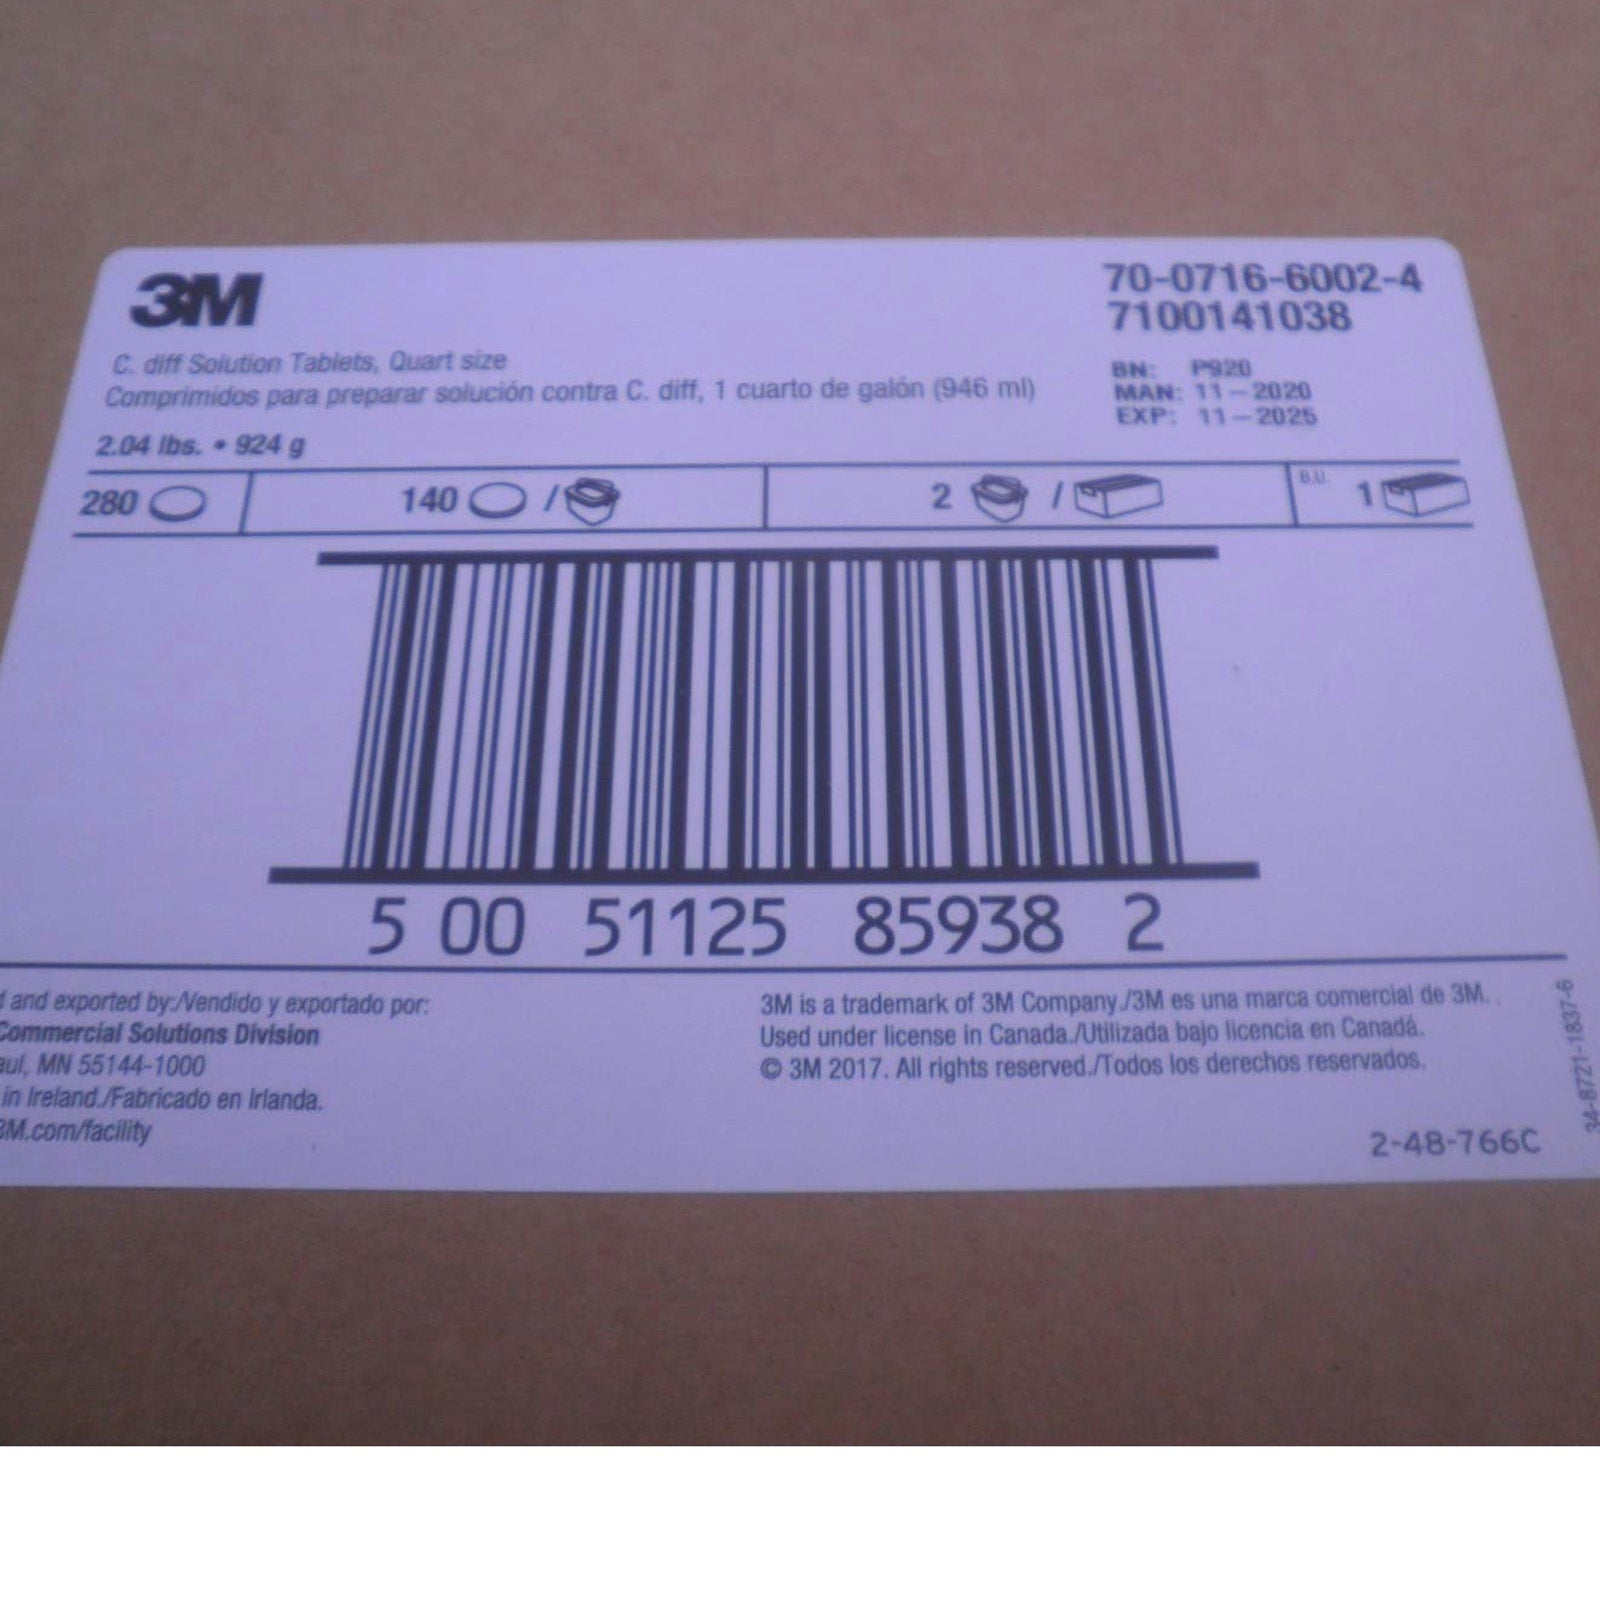 3M
70-0716-6002-4
7100141038
C. diff Solution Tablets, Quart size
Comprimidos para preparar solución contra C. diff, 1 cuarto de galón (946 ml)
BN: P920
MAN: 11-2020
EXP: 11-2025
2.04 lbs. • 924 g
280
140 /
2 /
B.U. 1
5 00 51125 85938 2
and exported by:/Vendido y exportado por:
Commercial Solutions Division
aul, MN 55144-1000
in Ireland./Fabricado en Irlanda.
3M.com/facility
3M is a trademark of 3M Company./3M es una marca comercial de 3M.
Used under license in Canada./Utilizada bajo licencia en Canadá.
© 3M 2017. All rights reserved./Todos los derechos reservados.
2-48-766C
34-8721-1837-6